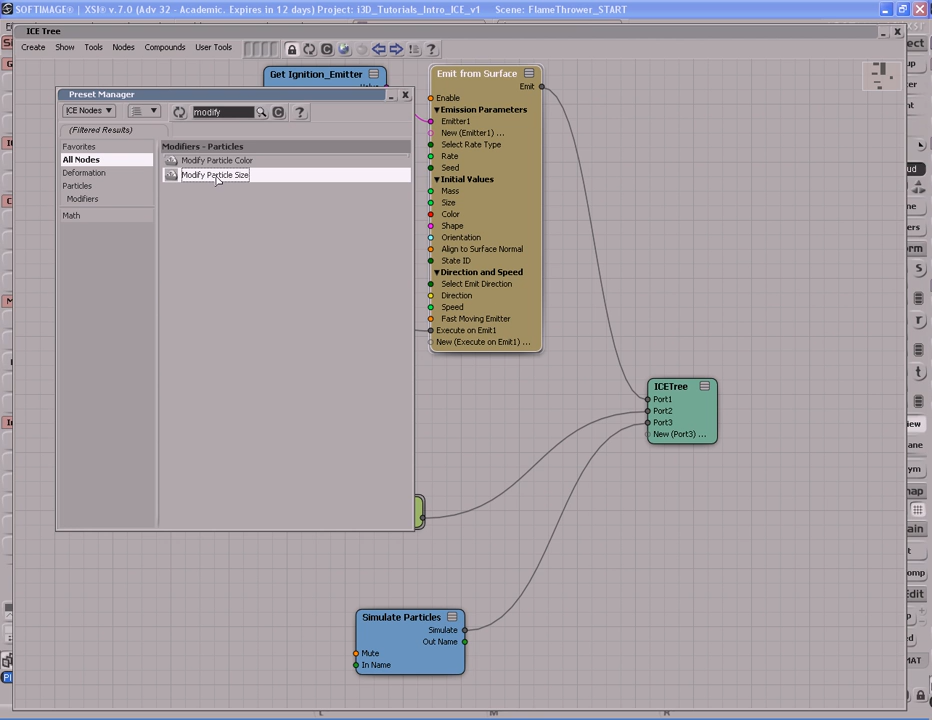 SOFTIMAGE® | XSI® v.7.0 (Adv 32 - Academic. Expires in 12 days) Project: i3D_Tutorials_Intro_ICE_v1 Scene: FlameThrower_START
ICE Tree
Create Show Tools Nodes Compounds User Tools
Get Ignition_Emitter
Preset Manager
ICE Nodes
modify
(Filtered Results)
Favorites
All Nodes
Deformation
Particles
Modifiers
Math
Modifiers - Particles
Modify Particle Color
Modify Particle Size
Emit from Surface
Emit
Enable
Emission Parameters
Emitter1
New (Emitter1) ...
Select Rate Type
Rate
Seed
Initial Values
Mass
Size
Color
Shape
Orientation
Align to Surface Normal
State ID
Direction and Speed
Select Emit Direction
Direction
Speed
Fast Moving Emitter
Execute on Emit1
New (Execute on Emit1) ...
ICETree
Port1
Port2
Port3
New (Port3) ...
Simulate Particles
Simulate
Out Name
Mute
In Name